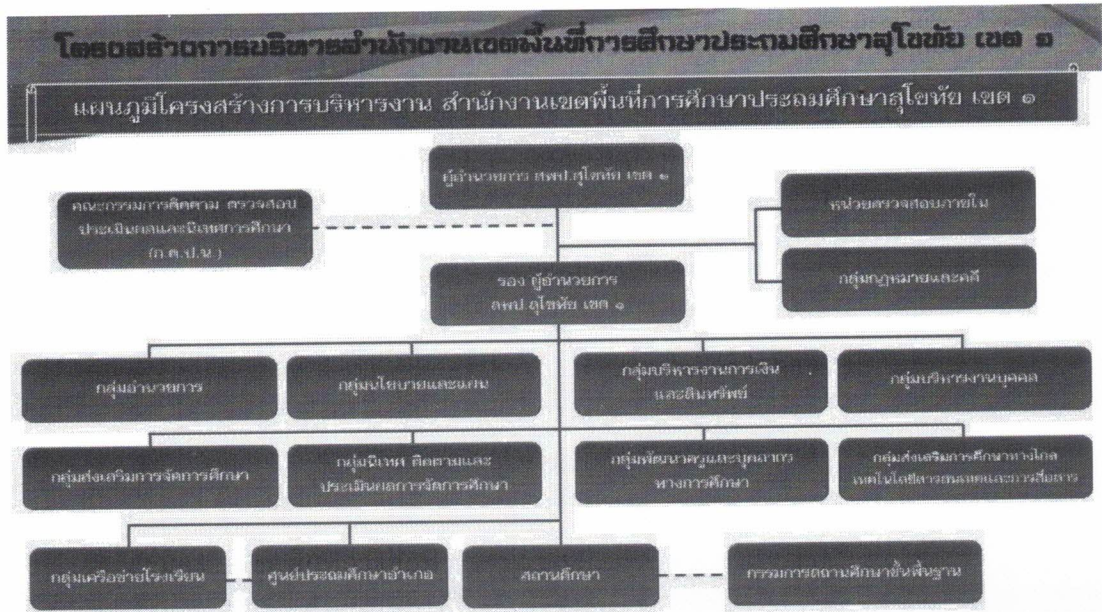 โครงสร้างการบริหารสำนักงานเขตพื้นที่การศึกษาประถมศึกษาสุโขทัย เขต ๑
แผนภูมิโครงสร้างการบริหารงาน สำนักงานเขตพื้นที่การศึกษาประถมศึกษาสุโขทัย เขต ๑
ผู้อำนวยการ สพป.สุโขทัย เขต ๑
คณะกรรมการติดตาม ตรวจสอบ
ประเมินผลและนิเทศการศึกษา
(ก.ต.ป.น.)
หน่วยตรวจสอบภายใน
กลุ่มกฎหมายและคดี
รอง ผู้อำนวยการ
สพป.สุโขทัย เขต ๑
กลุ่มอำนวยการ
กลุ่มนโยบายและแผน
กลุ่มบริหารงานการเงิน
และสินทรัพย์
กลุ่มบริหารงานบุคคล
กลุ่มส่งเสริมการจัดการศึกษา
กลุ่มนิเทศ ติดตามและ
ประเมินผลการจัดการศึกษา
กลุ่มพัฒนาครูและบุคลากร
ทางการศึกษา
กลุ่มส่งเสริมการศึกษาทางไกล
เทคโนโลยีสารสนเทศและการสื่อสาร
กลุ่มเครือข่ายโรงเรียน
ศูนย์ประถมศึกษาอำเภอ
สถานศึกษา
กรรมการสถานศึกษาขั้นพื้นฐาน